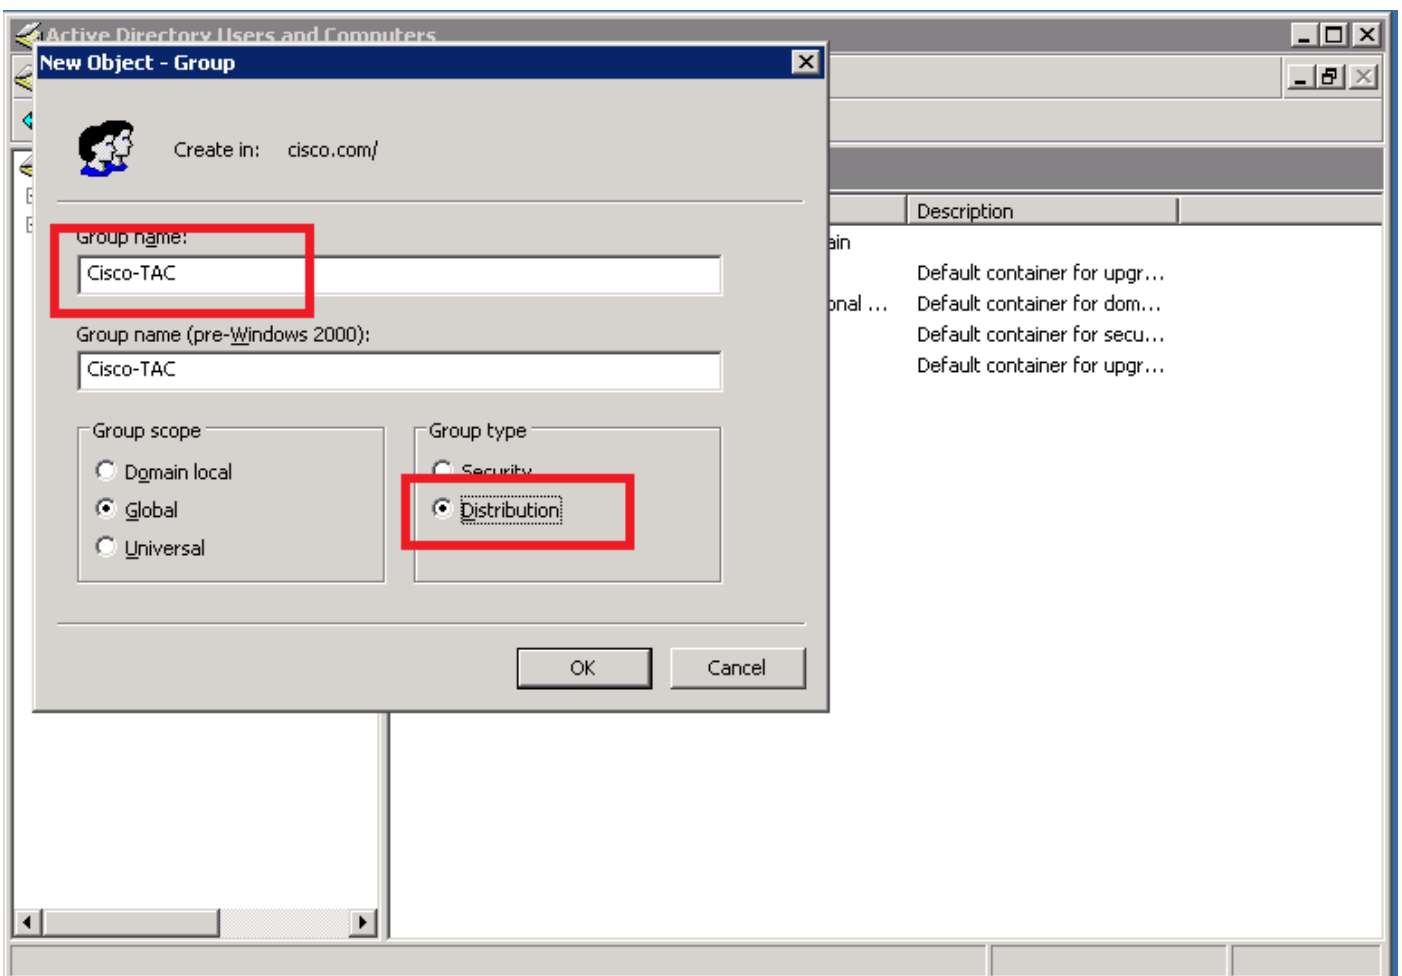 Active Directory Users and Computers
New Object - Group
Create in: cisco.com/
Description
Group name:
ain
Cisco-TAC
Default container for upgr...
onal ... Default container for dom...
Group name (pre-Windows 2000):
Default container for secu...
Cisco-TAC
Default container for upgr...
Group scope
Group type
Domain local
Security
Global
Distribution
Universal
OK
Cancel